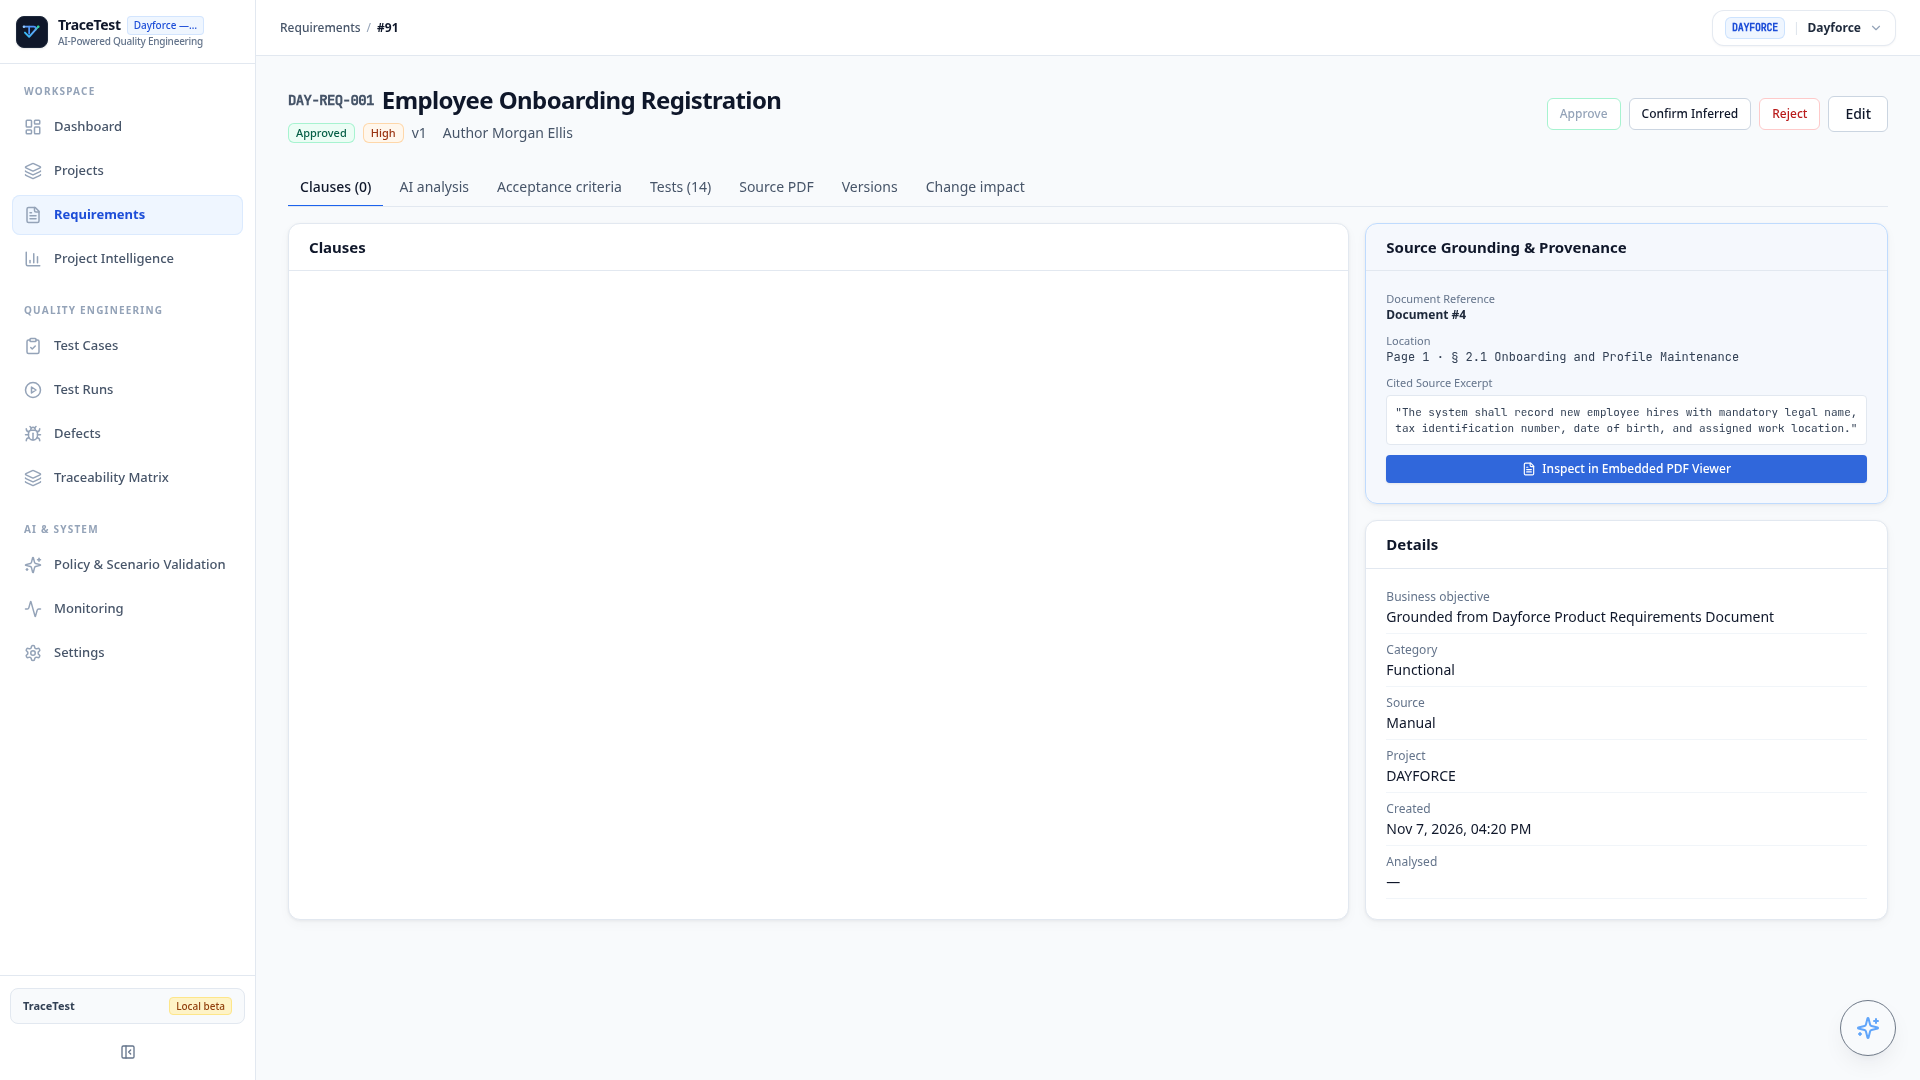 TraceTest
Dayforce —...
AI-Powered Quality Engineering
WORKSPACE
Dashboard
Projects
Requirements
Project Intelligence
QUALITY ENGINEERING
Test Cases
Test Runs
Defects
Traceability Matrix
AI & SYSTEM
Policy & Scenario Validation
Monitoring
Settings
TraceTest
Local beta
Requirements / #91
DAYFORCE
Dayforce
DAY-REQ-001 Employee Onboarding Registration
Approved High v1 Author Morgan Ellis
Approve
Confirm Inferred
Reject
Edit
Clauses (0)
AI analysis
Acceptance criteria
Tests (14)
Source PDF
Versions
Change impact
Clauses
Source Grounding & Provenance
Document Reference
Document #4
Location
Page 1 · § 2.1 Onboarding and Profile Maintenance
Cited Source Excerpt
"The system shall record new employee hires with mandatory legal name,
tax identification number, date of birth, and assigned work location."
Inspect in Embedded PDF Viewer
Details
Business objective
Grounded from Dayforce Product Requirements Document
Category
Functional
Source
Manual
Project
DAYFORCE
Created
Nov 7, 2026, 04:20 PM
Analysed
—